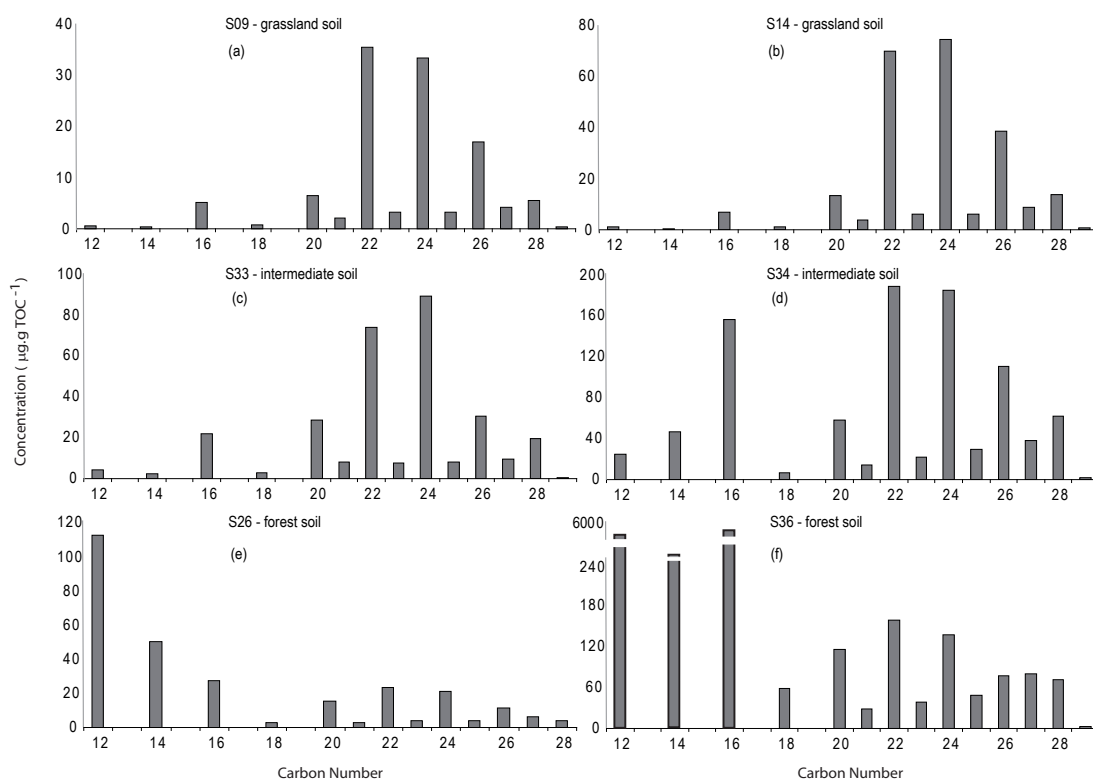 S09 - grassland soil
(a)
40
30
20
10
0
12 14 16 18 20 22 24 26 28
S14 - grassland soil
(b)
80
60
40
20
0
12 14 16 18 20 22 24 26 28
Concentration ( µg.g TOC⁻¹)
S33 - intermediate soil
(c)
100
80
60
40
20
0
12 14 16 18 20 22 24 26 28
S34 - intermediate soil
(d)
200
160
120
80
40
0
12 14 16 18 20 22 24 26 28
S26 - forest soil
(e)
120
100
80
60
40
20
0
12 14 16 18 20 22 24 26 28
Carbon Number
S36 - forest soil
(f)
6000
240
180
120
60
0
12 14 16 18 20 22 24 26 28
Carbon Number